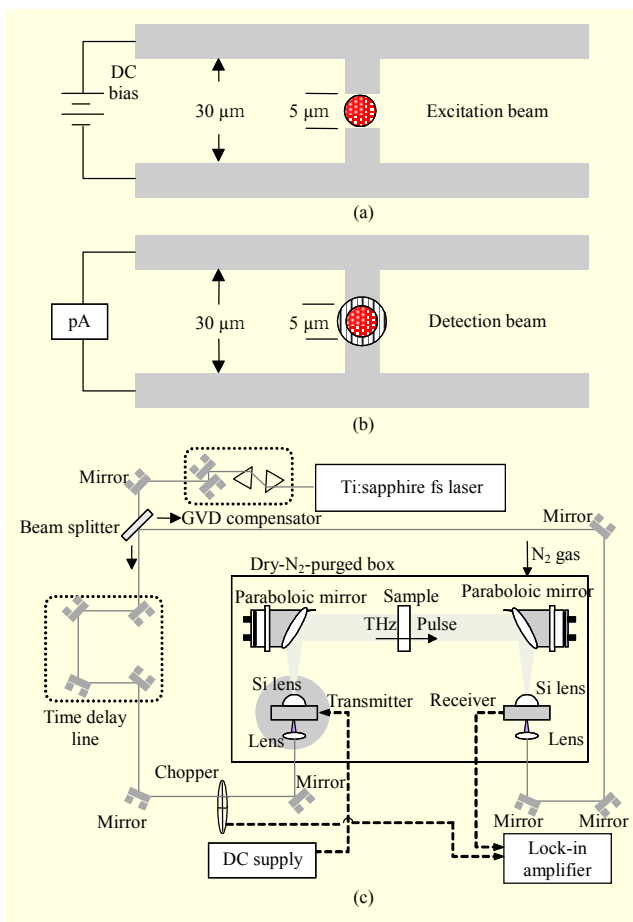 DC
bias
30 μm
5 μm
Excitation beam
(a)
pA
30 μm
5 μm
Detection beam
(b)
Mirror
Ti:sapphire fs laser
Beam splitter
GVD compensator
Mirror
N2 gas
Dry-N2-purged box
Paraboloic mirror
Sample
Paraboloic mirror
THz
Pulse
Si lens
Transmitter
Receiver
Si lens
Time delay
line
Lens
Lens
Chopper
Mirror
Mirror
Mirror
Mirror
DC supply
Lock-in
amplifier
(c)